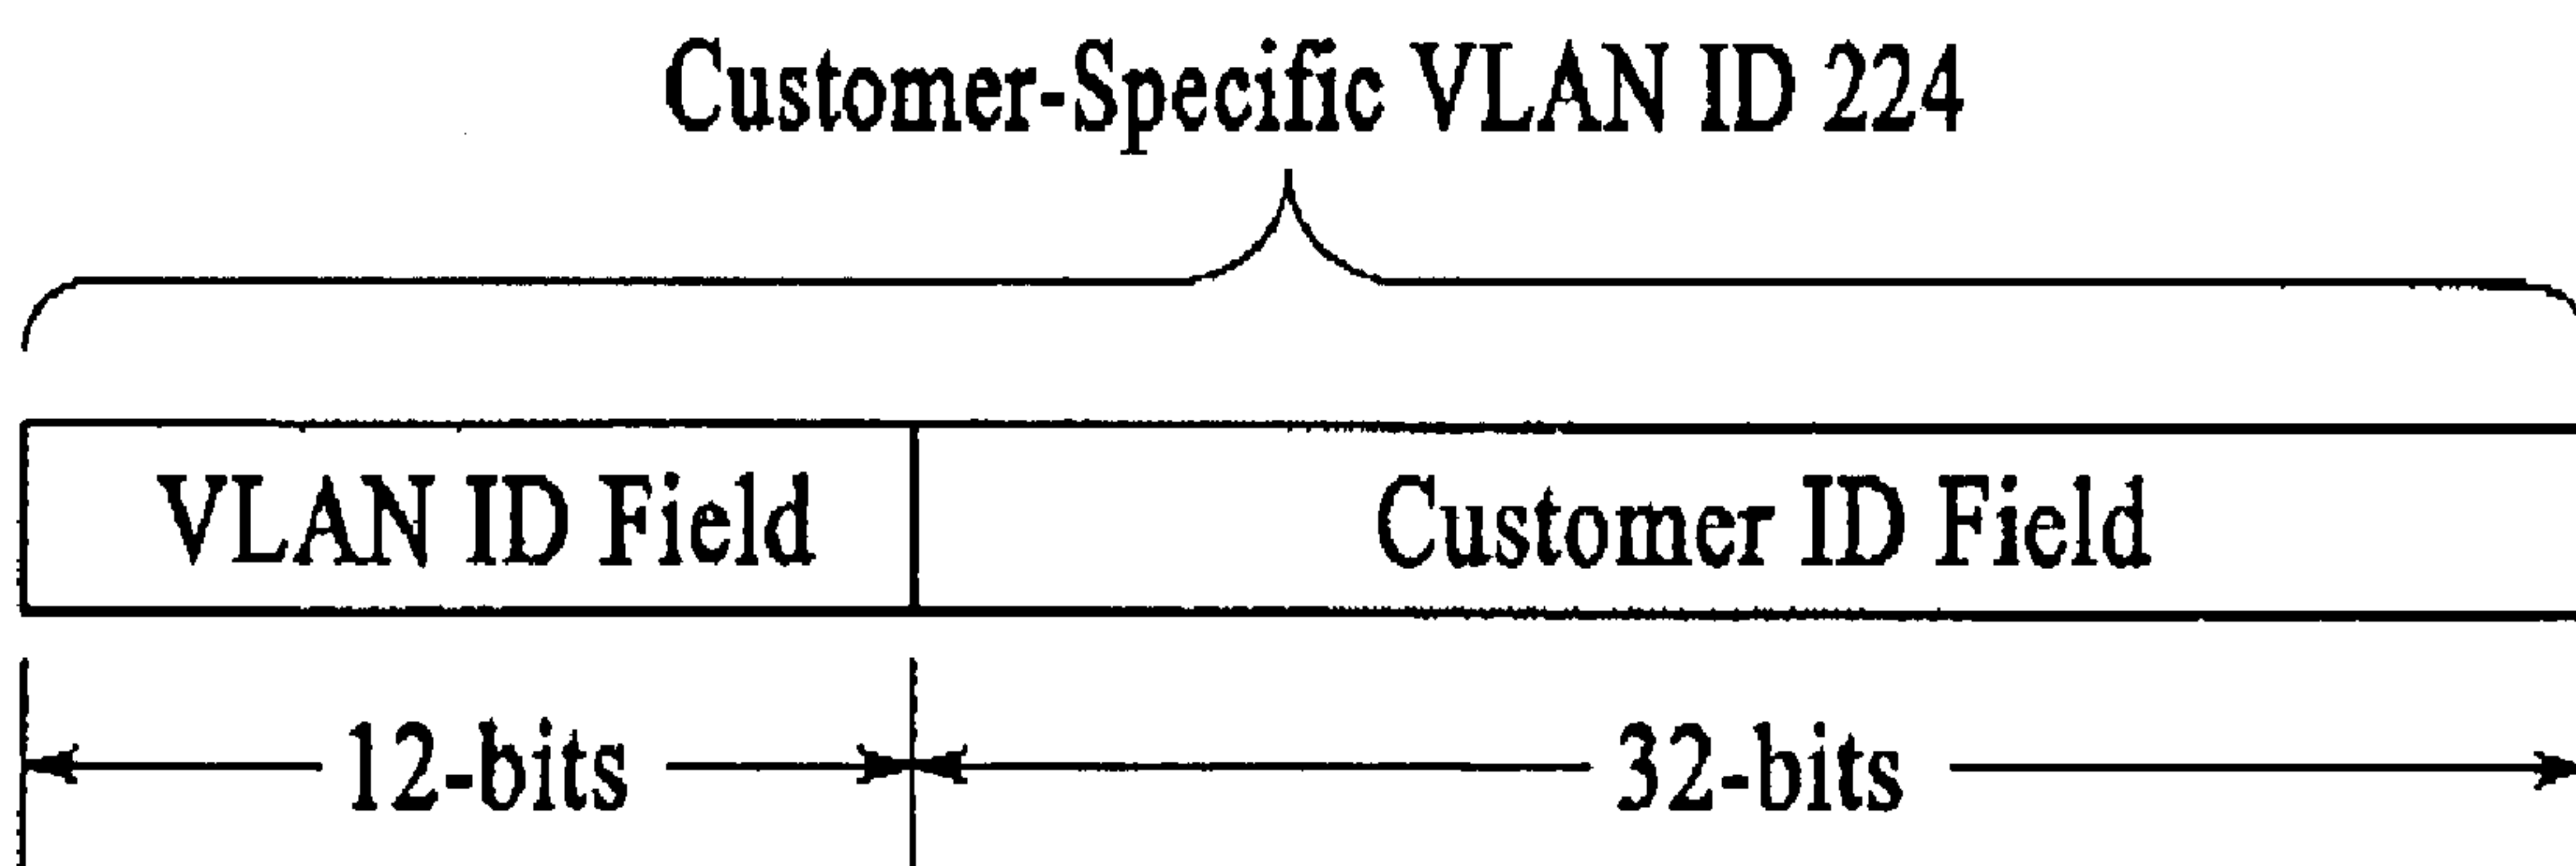 Customer-Specific VLAN ID 224
VLAN ID Field Customer ID Field
12-bits 32-bits